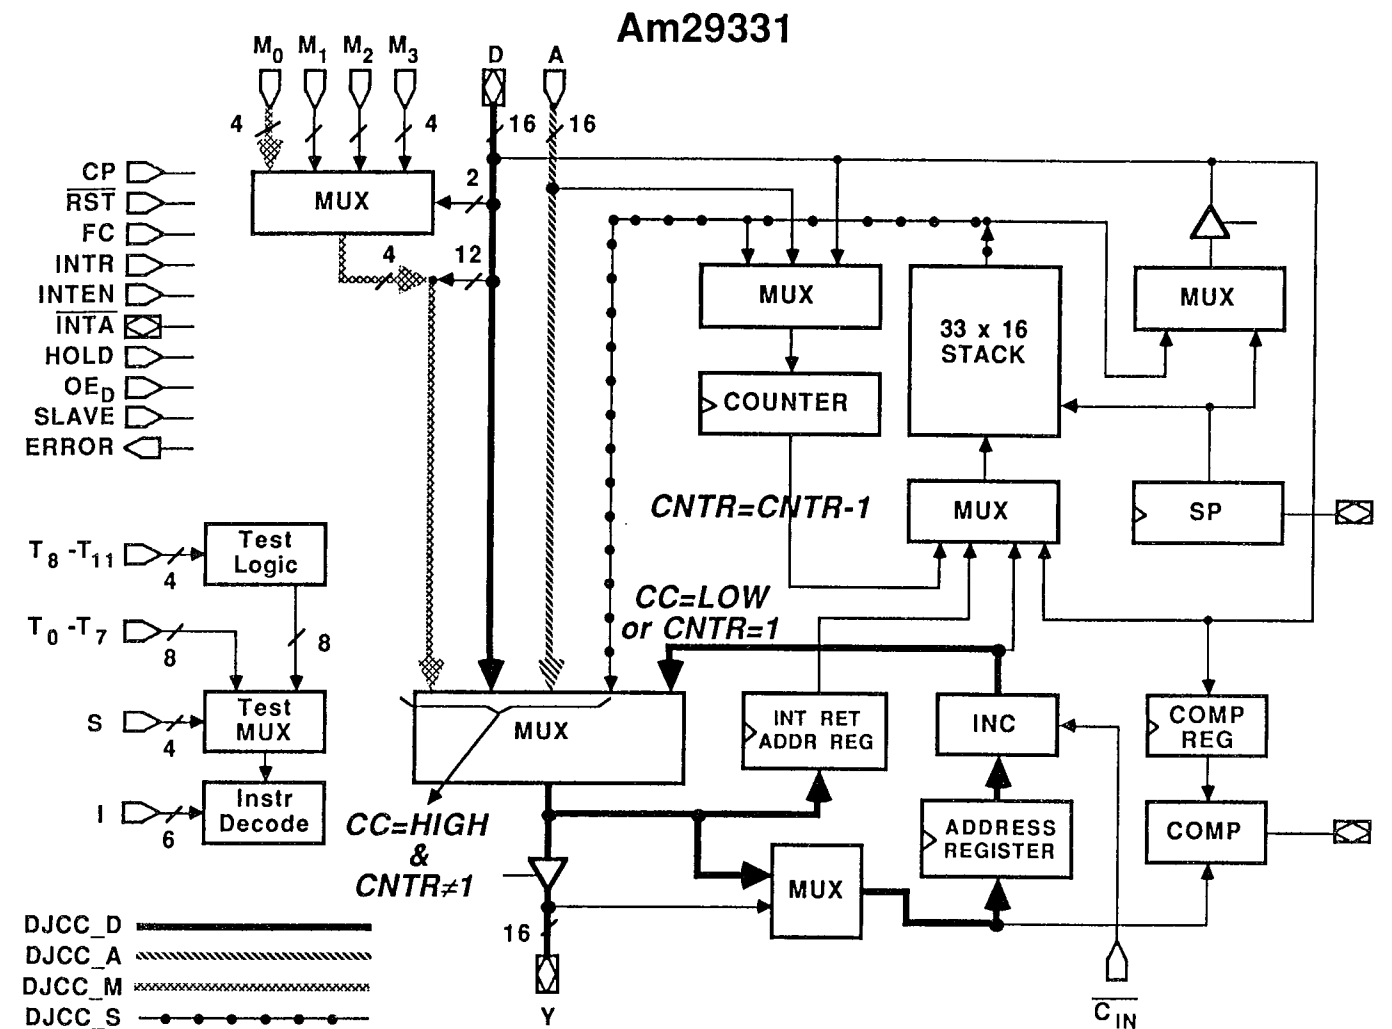 Am29331
M0 M1 M2 M3 D A
4 4 16 16
CP
RST
FC
INTR
INTEN
INTA
HOLD
OED
SLAVE
ERROR
MUX
2
4 12
MUX
33 x 16
STACK
MUX
COUNTER
CNTR=CNTR-1
MUX
SP
T8 -T11
4
Test
Logic
T0 -T7
8
8
S
4
Test
MUX
I
6
Instr
Decode
CC=LOW
or CNTR=1
MUX
INT RET
ADDR REG
INC
COMP
REG
CC=HIGH
&
CNTR≠1
MUX
ADDRESS
REGISTER
COMP
16
Y
CIN
DJCC_D
DJCC_A
DJCC_M
DJCC_S